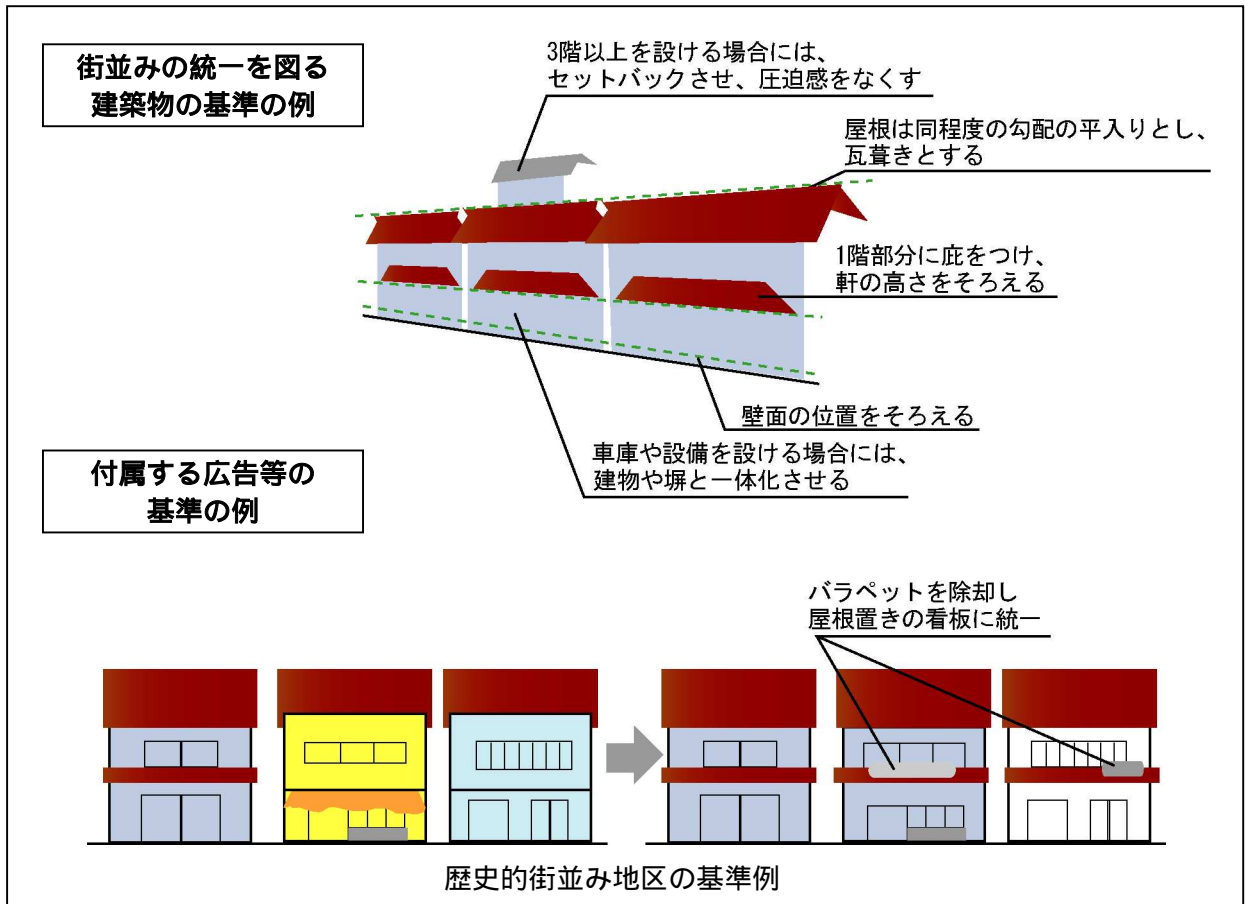 街並みの統一を図る
建築物の基準の例
3階以上を設ける場合には、
セットバックさせ、圧迫感をなくす
屋根は同程度の勾配の平入りとし、
瓦葺きとする
1階部分に庇をつけ、
軒の高さをそろえる
壁面の位置をそろえる
車庫や設備を設ける場合には、
建物や塀と一体化させる
付属する広告等の
基準の例
バラペットを除却し
屋根置きの看板に統一
歴史的街並み地区の基準例